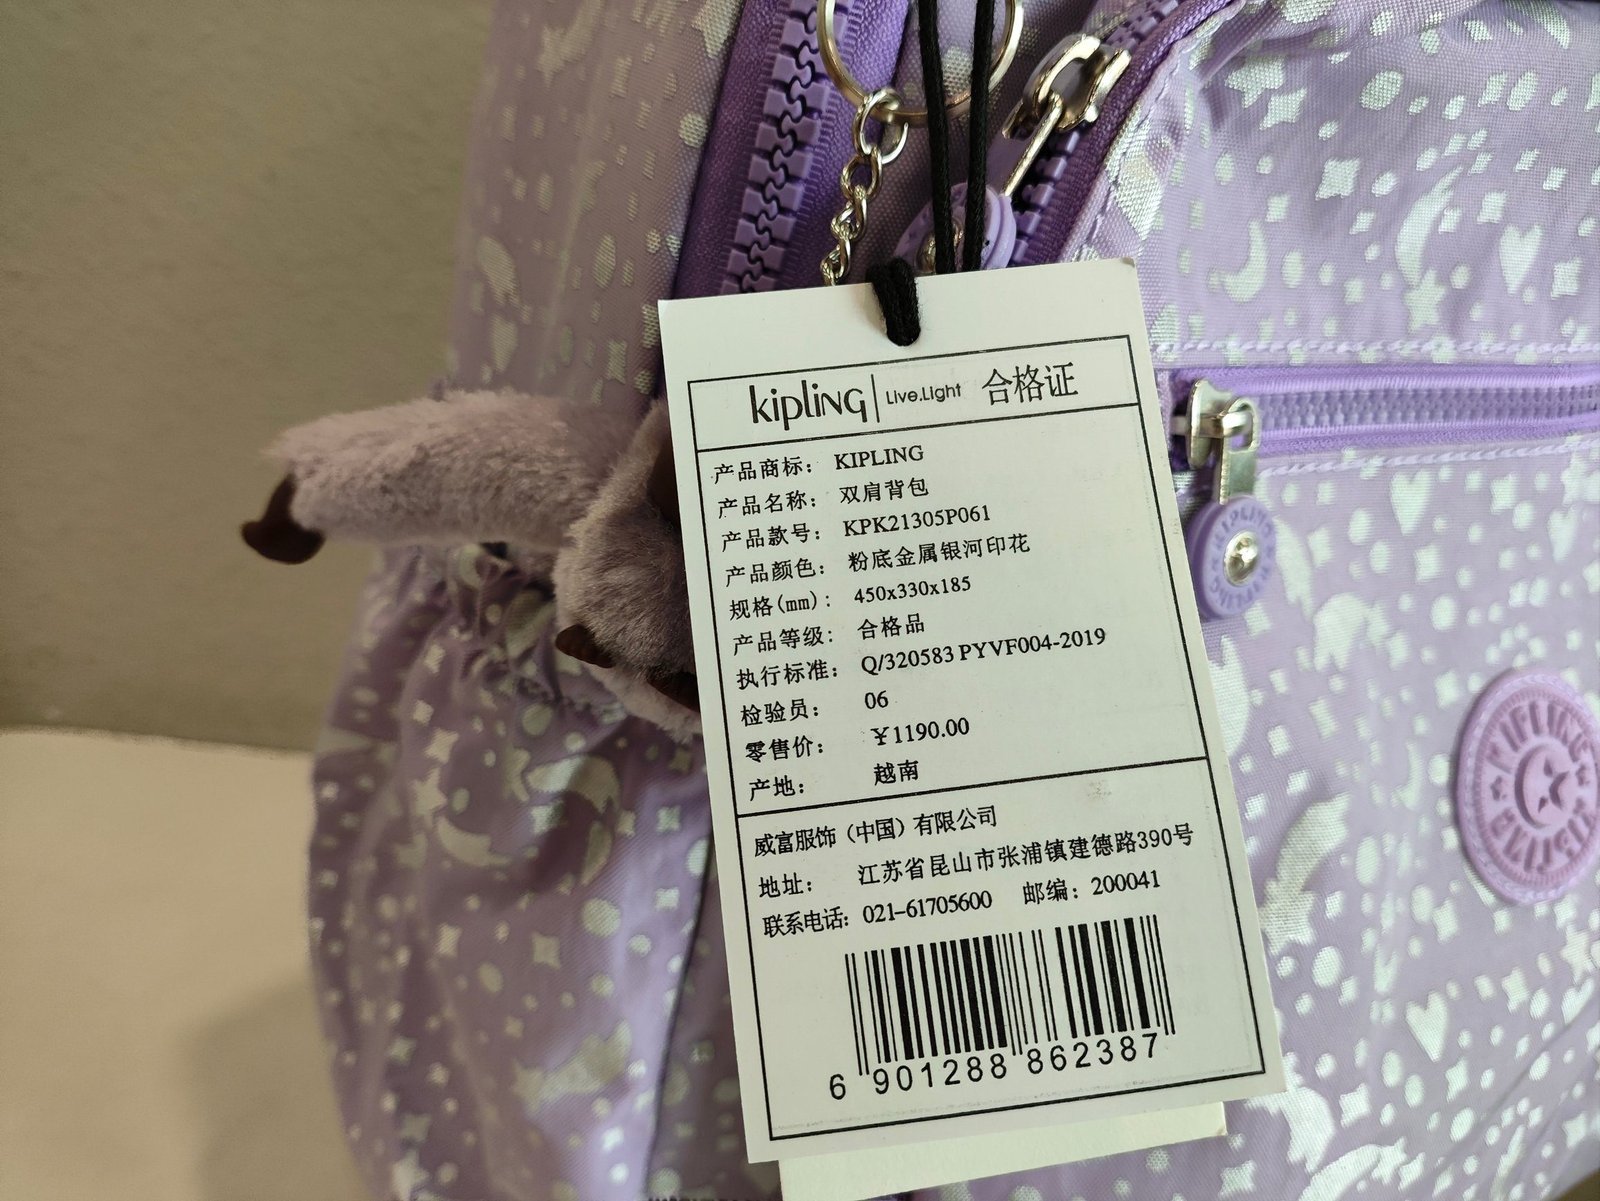 kipling Live.Light 合格证
产品商标： KIPLING
产品名称： 双肩背包
产品款号： KPK21305P061
产品颜色： 粉底金属银河印花
规格(mm): 450x330x185
产品等级: 合格品
执行标准: Q/320583 PYVF004-2019
检验员: 06
零售价: ¥1190.00
产地: 越南
威富服饰（中国）有限公司
地址： 江苏省昆山市张浦镇建德路390号
联系电话: 021-61705600 邮编: 200041
6 901288 862387
KIPLING
KIPLING